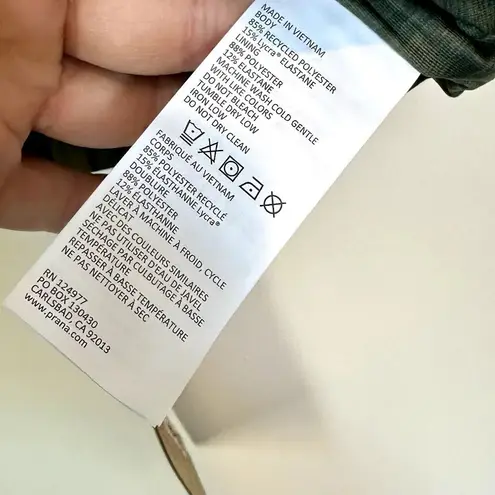 MADE IN VIETNAM
BODY
85% RECYCLED POLYESTER
15% Lycra® ELASTANE
LINING
88% POLYESTER
12% ELASTANE
MACHINE WASH COLD GENTLE
WITH LIKE COLORS
DO NOT BLEACH
TUMBLE DRY LOW
IRON LOW
DO NOT DRY CLEAN
FABRIQUÉ AU VIETNAM
CORPS
85% POLYESTER RECYCLÉ
15% ÉLASTHANNE Lycra®
DOUBLURE
88% POLYESTER
12% ÉLASTHANNE
LAVER À MACHINE À FROID, CYCLE
DÉLICAT
AVEC DES COULEURS SIMILAIRES
NE PAS UTILISER D'EAU DE JAVEL
SECHAGE PAR CULBUTAGE À BASSE
TEMPÉRATURE
REPASSER À BASSE TEMPÉRATURE
NE PAS NETTOYER À SEC
RN 124977
PO BOX 130430
CARLSBAD, CA 92013
www.prana.com